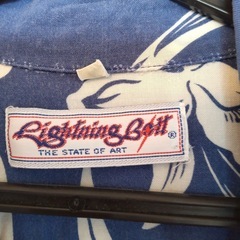 Lightning Bolt®
THE STATE OF ART